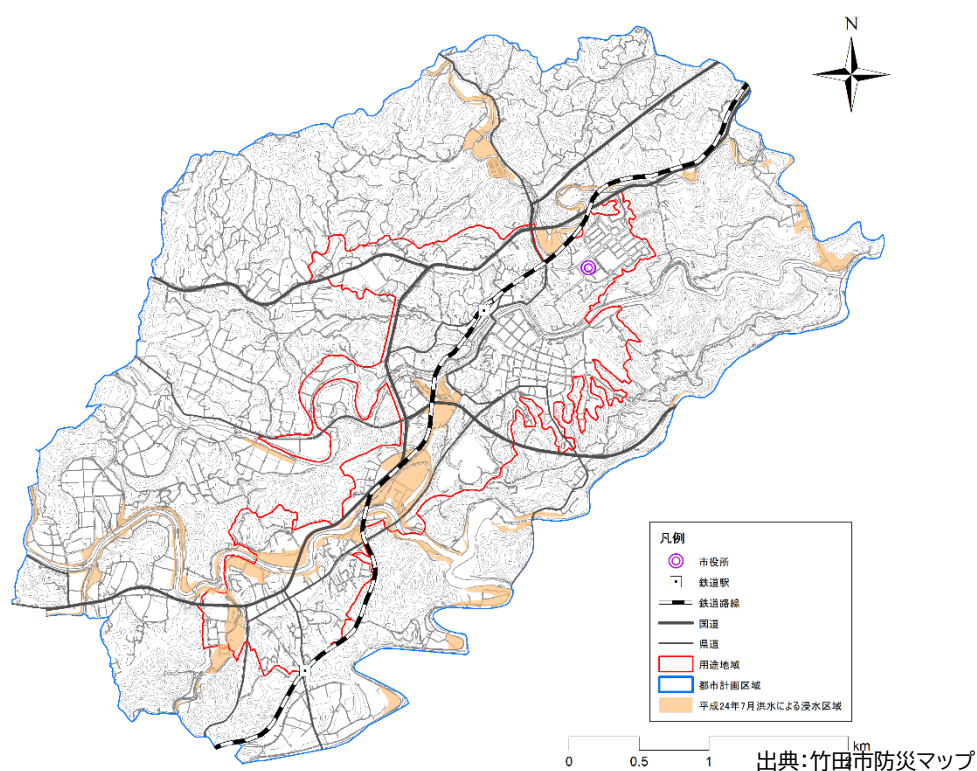 N
凡例
市役所
鉄道駅
鉄道路線
国道
県道
用途地域
都市計画区域
平成24年7月洪水による浸水区域
km
0 0.5 1 2
出典:竹田市防災マップ